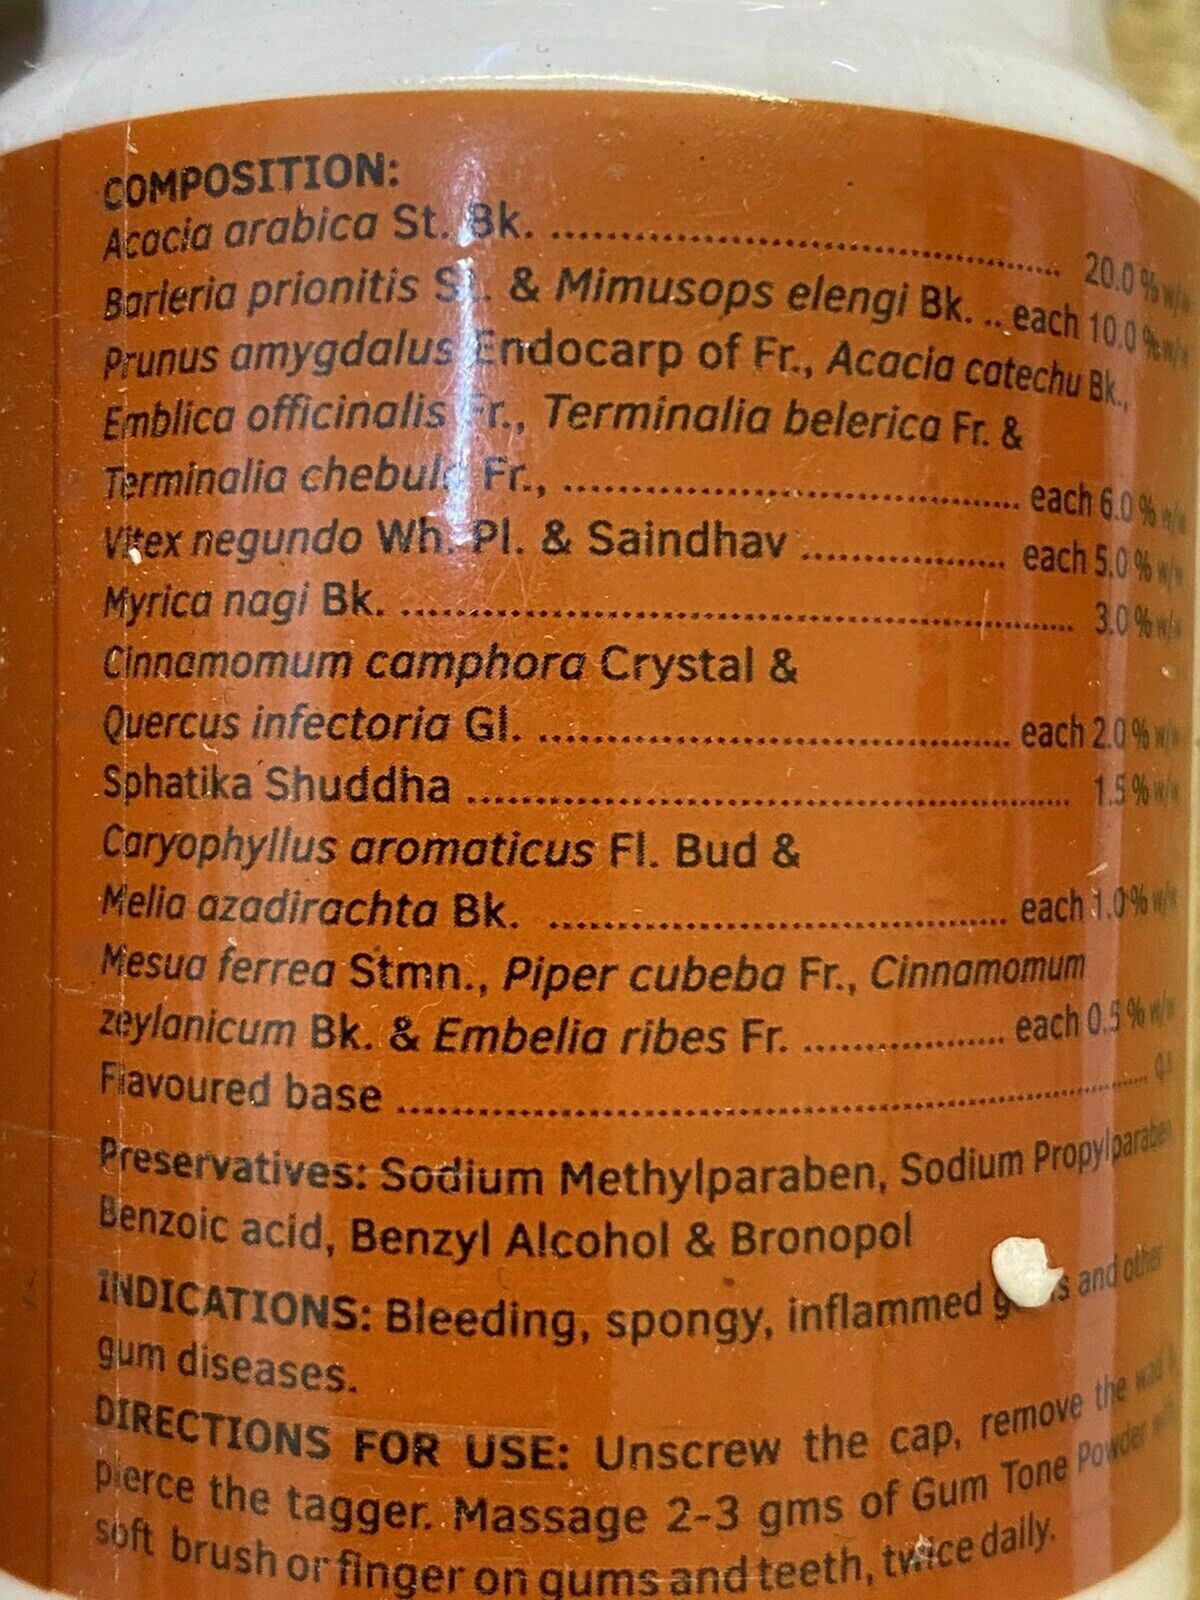 COMPOSITION:
Acacia arabica St. Bk. .......... 20.0 % w/w
Barleria prionitis St. & Mimusops elengi Bk. .. each 10.0 % w/w
Prunus amygdalus Endocarp of Fr., Acacia catechu Bk.,
Emblica officinalis Fr., Terminalia belerica Fr. &
Terminalia chebula Fr., .......... each 6.0 % w/w
Vitex negundo Wh. Pl. & Saindhav .......... each 5.0 % w/w
Myrica nagi Bk. .......... 3.0 % w/w
Cinnamomum camphora Crystal &
Quercus infectoria Gl. .......... each 2.0 % w/w
Sphatika Shuddha .......... 1.5 % w/w
Caryophyllus aromaticus Fl. Bud &
Melia azadirachta Bk. .......... each 1.0 % w/w
Mesua ferrea Stmn., Piper cubeba Fr., Cinnamomum
zeylanicum Bk. & Embelia ribes Fr. .......... each 0.5 % w/w
Flavoured base ..........
Preservatives: Sodium Methylparaben, Sodium Propylparaben
Benzoic acid, Benzyl Alcohol & Bronopol
INDICATIONS: Bleeding, spongy, inflammed and other
gum diseases.
DIRECTIONS FOR USE: Unscrew the cap, remove the wad
pierce the tagger. Massage 2-3 gms of Gum Tone Powder with
soft brush or finger on gums and teeth, twice daily.